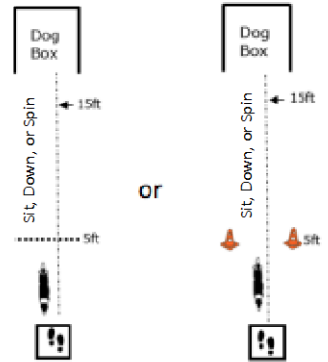 Dog
Box
15ft
Sit, Down, or Spin
5ft
or
Dog
Box
15ft
Sit, Down, or Spin
5ft